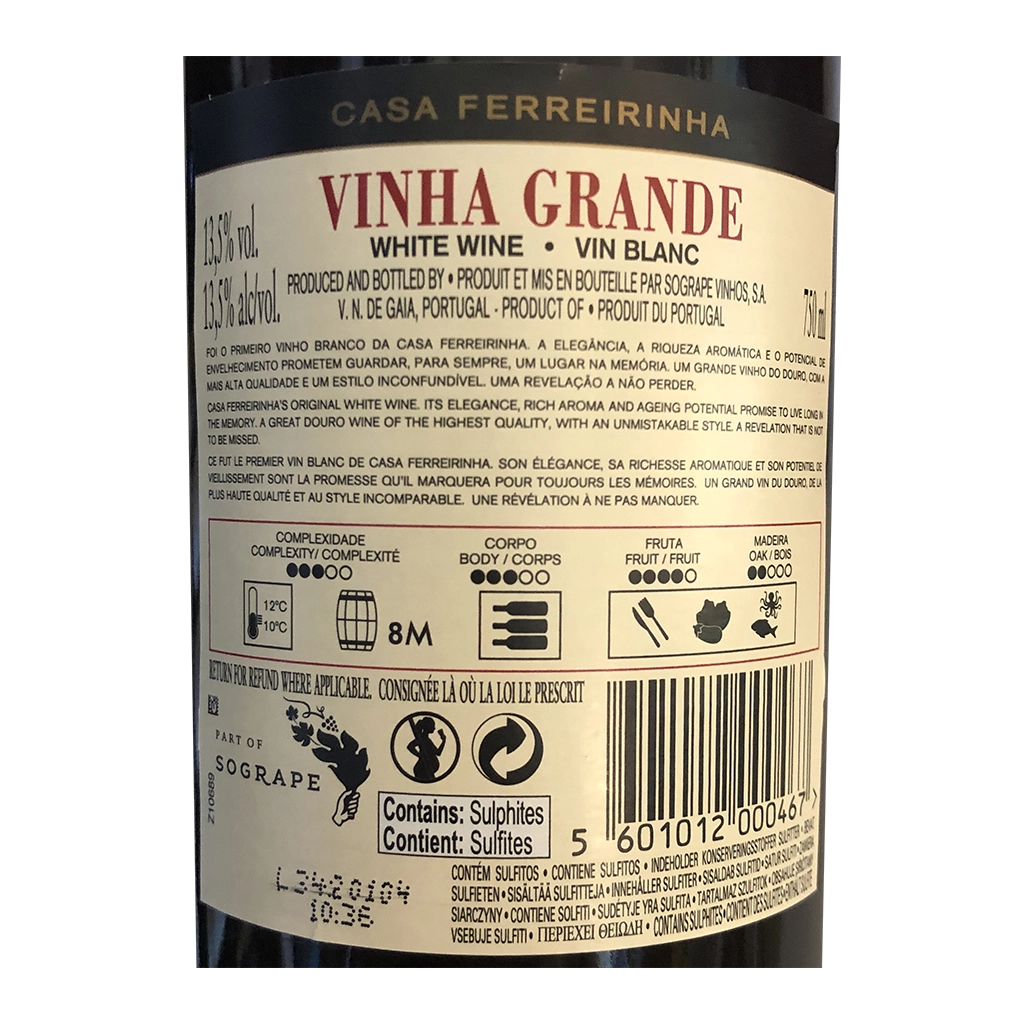 CASA FERREIRINHA
VINHA GRANDE
WHITE WINE • VIN BLANC
13,5% vol.
13,5% alc/vol.
PRODUCED AND BOTTLED BY • PRODUIT ET MIS EN BOUTEILLE PAR SOGRAPE VINHOS, S.A.
V. N. DE GAIA, PORTUGAL - PRODUCT OF • PRODUIT DU PORTUGAL
750 ml
FOI O PRIMEIRO VINHO BRANCO DA CASA FERREIRINHA. A ELEGÂNCIA, A RIQUEZA AROMÁTICA E O POTENCIAL DE
ENVELHECIMENTO PROMETEM GUARDAR, PARA SEMPRE, UM LUGAR NA MEMÓRIA. UM GRANDE VINHO DO DOURO, COM A
MAIS ALTA QUALIDADE E UM ESTILO INCONFUNDÍVEL. UMA REVELAÇÃO A NÃO PERDER.
CASA FERREIRINHA'S ORIGINAL WHITE WINE. ITS ELEGANCE, RICH AROMA AND AGEING POTENTIAL PROMISE TO LIVE LONG IN
THE MEMORY. A GREAT DOURO WINE OF THE HIGHEST QUALITY, WITH AN UNMISTAKABLE STYLE. A REVELATION THAT IS NOT
TO BE MISSED.
CE FUT LE PREMIER VIN BLANC DE CASA FERREIRINHA. SON ÉLÉGANCE, SA RICHESSE AROMATIQUE ET SON POTENTIEL DE
VIEILLISSEMENT SONT LA PROMESSE QU'IL MARQUERA POUR TOUJOURS LES MÉMOIRES. UN GRAND VIN DU DOURO, DE LA
PLUS HAUTE QUALITÉ ET AU STYLE INCOMPARABLE. UNE RÉVÉLATION À NE PAS MANQUER.
COMPLEXIDADE
COMPLEXITY/ COMPLEXITÉ
CORPO
BODY / CORPS
FRUTA
FRUIT / FRUIT
MADEIRA
OAK / BOIS
12ºC
10ºC
8M
RETURN FOR REFUND WHERE APPLICABLE. CONSIGNÉE LÀ OÙ LA LOI LE PRESCRIT
PART OF
SOGRAPE
Z10689
Contains: Sulphites
Contient: Sulfites
5 601012 000467 >
L3420104
10:36
CONTÉM SULFITOS • CONTIENE SULFITOS • INDEHOLDER KONSERVERINGSSTOFFER SULFITTER •
SULFIETEN • SISÄLTÄÄ SULFITTEJA • INNEHÅLLER SULFITER • SISALDAB SULFITID • SATUR SULFITI •
SIARCZYNY • CONTIENE SOLFITI • SUDĖTYJE YRA SULFITA • TARTALMAZ SZULFITOK • OBSAHUJE
VSEBUJE SULFITI • ΠΕΡΙΕΧΕΙ ΘΕΙΩΔΗ • CONTAINS SULPHITES • CONTIENT DES SULFITES •